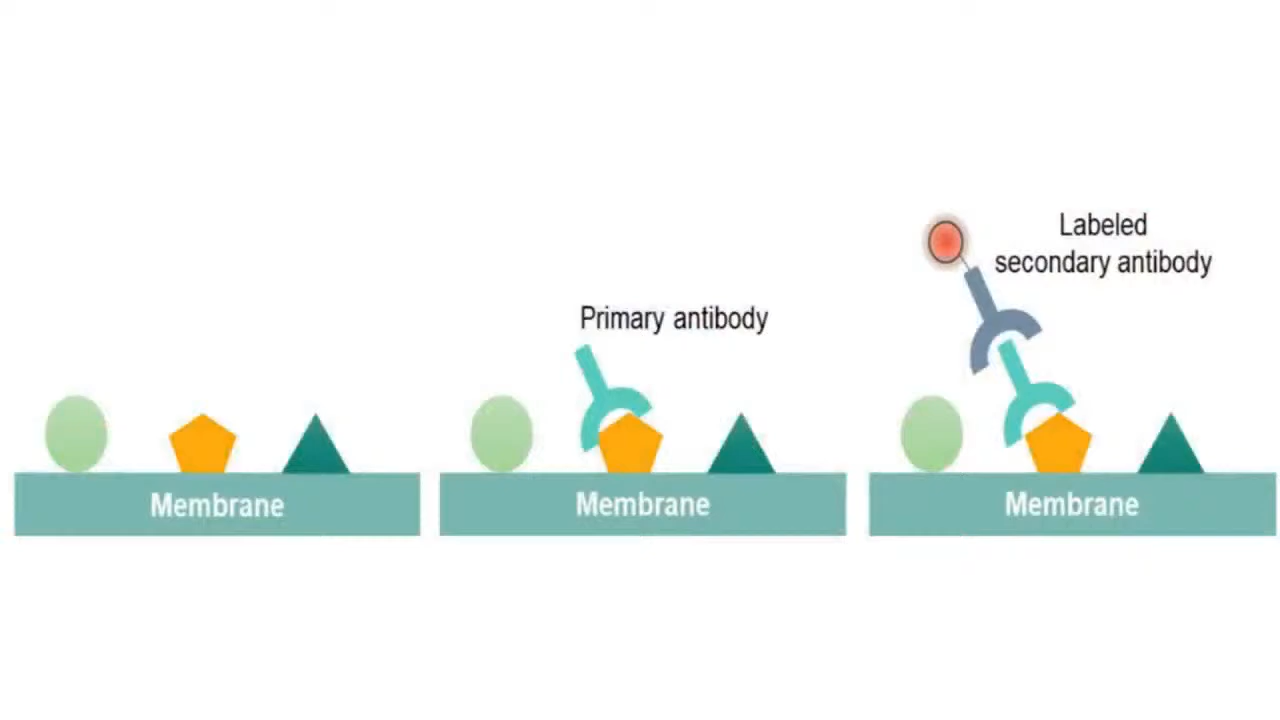 Labeled
secondary antibody
Primary antibody
Membrane
Membrane
Membrane